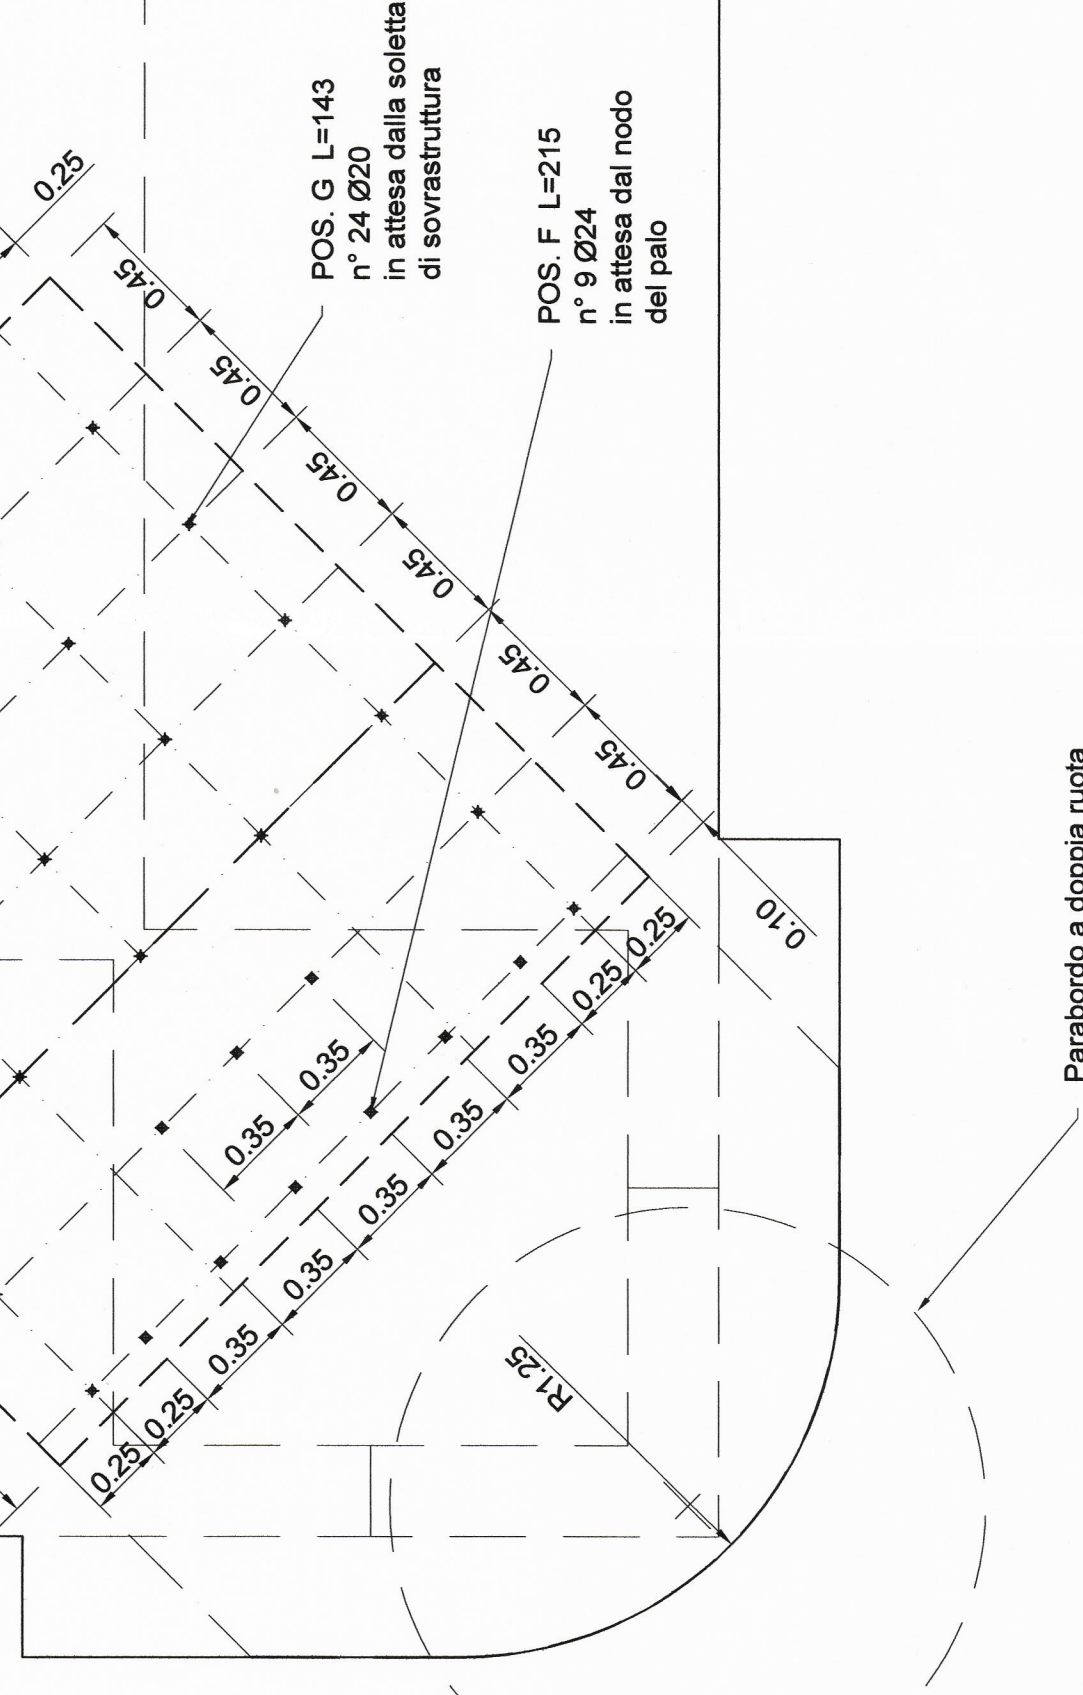 0.25
POS. G L=143
n° 24 Ø20
in attesa dalla soletta
di sovrastruttura
POS. F L=215
n° 9 Ø24
in attesa dal nodo
del palo
0.45
0.45
0.45
0.45
0.45
0.45
0.10
0.25
0.25
0.35
0.35
0.35
0.35
0.35
0.25
0.25
0.35
0.35
R1.25
Parabordo a doppia ruota